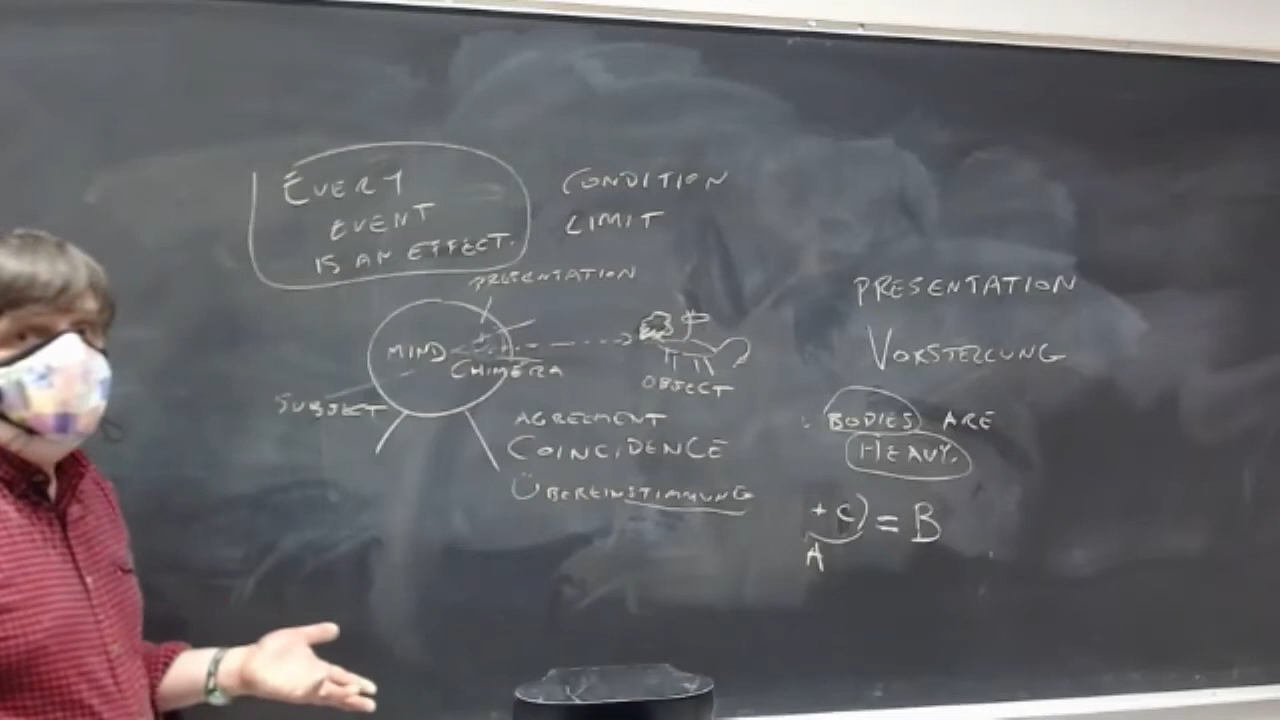 EVERY
EVENT
IS AN EFFECT.
CONDITION
LIMIT
PRESENTATION
MIND
CHIMERA
SUBJET
OBJECT
AGREEMENT
COINCIDENCE
ÜBEREINSTIMMUNG
PRESENTATION
VORSTELLUNG
BODIES ARE
HEAVY.
+ C) = B
A